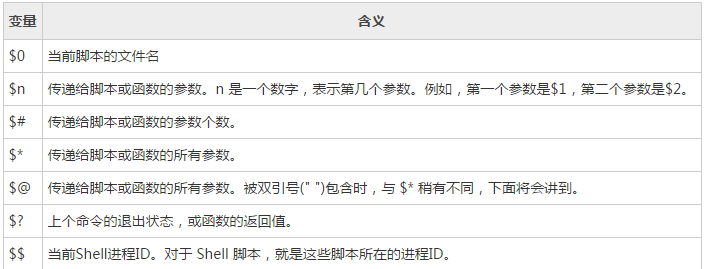 变量 含义
$0 当前脚本的文件名
$n 传递给脚本或函数的参数。n 是一个数字，表示第几个参数。例如，第一个参数是$1，第二个参数是$2。
$# 传递给脚本或函数的参数个数。
$* 传递给脚本或函数的所有参数。
$@ 传递给脚本或函数的所有参数。被双引号(" ")包含时，与 $* 稍有不同，下面将会讲到。
$? 上个命令的退出状态，或函数的返回值。
$$ 当前Shell进程ID。对于 Shell 脚本，就是这些脚本所在的进程ID。